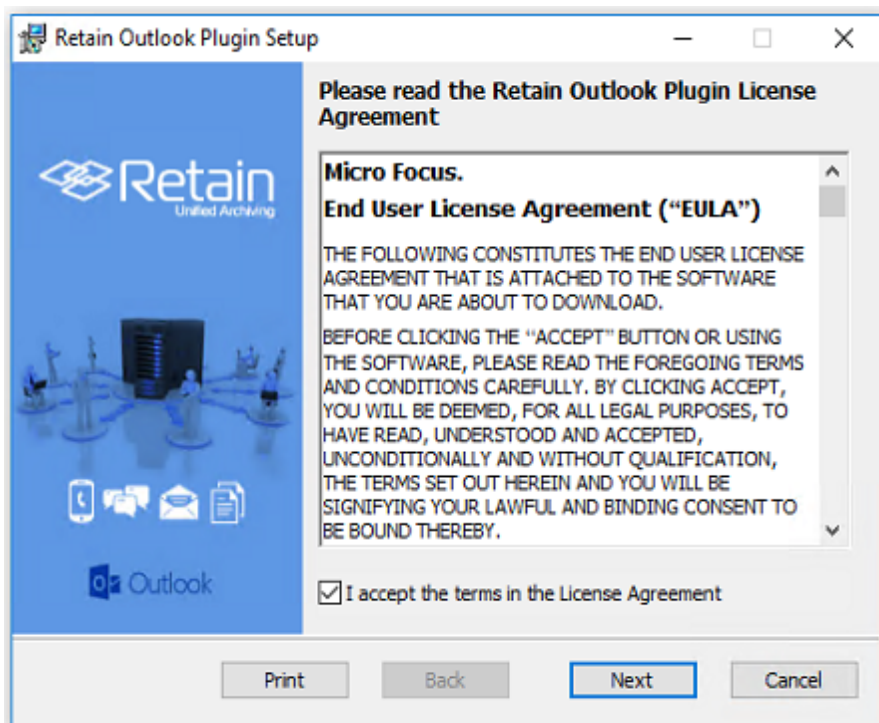 Retain Outlook Plugin Setup
Please read the Retain Outlook Plugin License
Agreement
Retain
Unified Archiving
Micro Focus.
End User License Agreement (“EULA”)
THE FOLLOWING CONSTITUTES THE END USER LICENSE
AGREEMENT THAT IS ATTACHED TO THE SOFTWARE
THAT YOU ARE ABOUT TO DOWNLOAD.
BEFORE CLICKING THE “ACCEPT” BUTTON OR USING
THE SOFTWARE, PLEASE READ THE FOREGOING TERMS
AND CONDITIONS CAREFULLY. BY CLICKING ACCEPT,
YOU WILL BE DEEMED, FOR ALL LEGAL PURPOSES, TO
HAVE READ, UNDERSTOOD AND ACCEPTED,
UNCONDITIONALLY AND WITHOUT QUALIFICATION,
THE TERMS SET OUT HEREIN AND YOU WILL BE
SIGNIFYING YOUR LAWFUL AND BINDING CONSENT TO
BE BOUND THEREBY.
Outlook
I accept the terms in the License Agreement
Print
Back
Next
Cancel